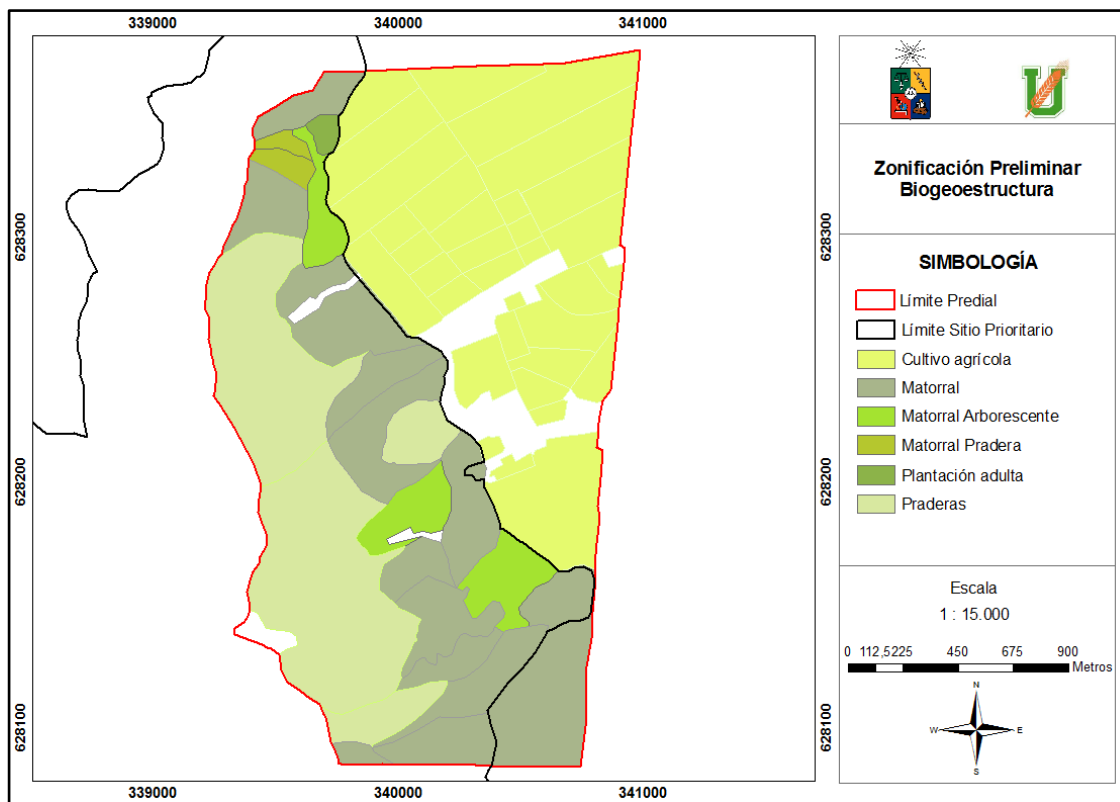 339000 340000 341000
628300
628200
628100
628300
628200
628100
339000 340000 341000
U
Zonificación Preliminar
Biogeoestructura
SIMBOLOGÍA
Límite Predial
Límite Sitio Prioritario
Cultivo agrícola
Matorral
Matorral Arborescente
Matorral Pradera
Plantación adulta
Praderas
Escala
1 : 15.000
0 112,5225 450 675 900
Metros
N
W E
S